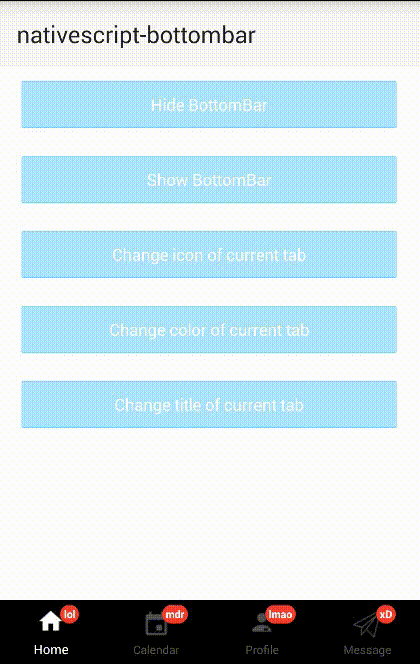 nativescript-bottombar
Hide BottomBar
Show BottomBar
Change icon of current tab
Change color of current tab
Change title of current tab
lol
mdr
lmao
xD
Home
Calendar
Profile
Message